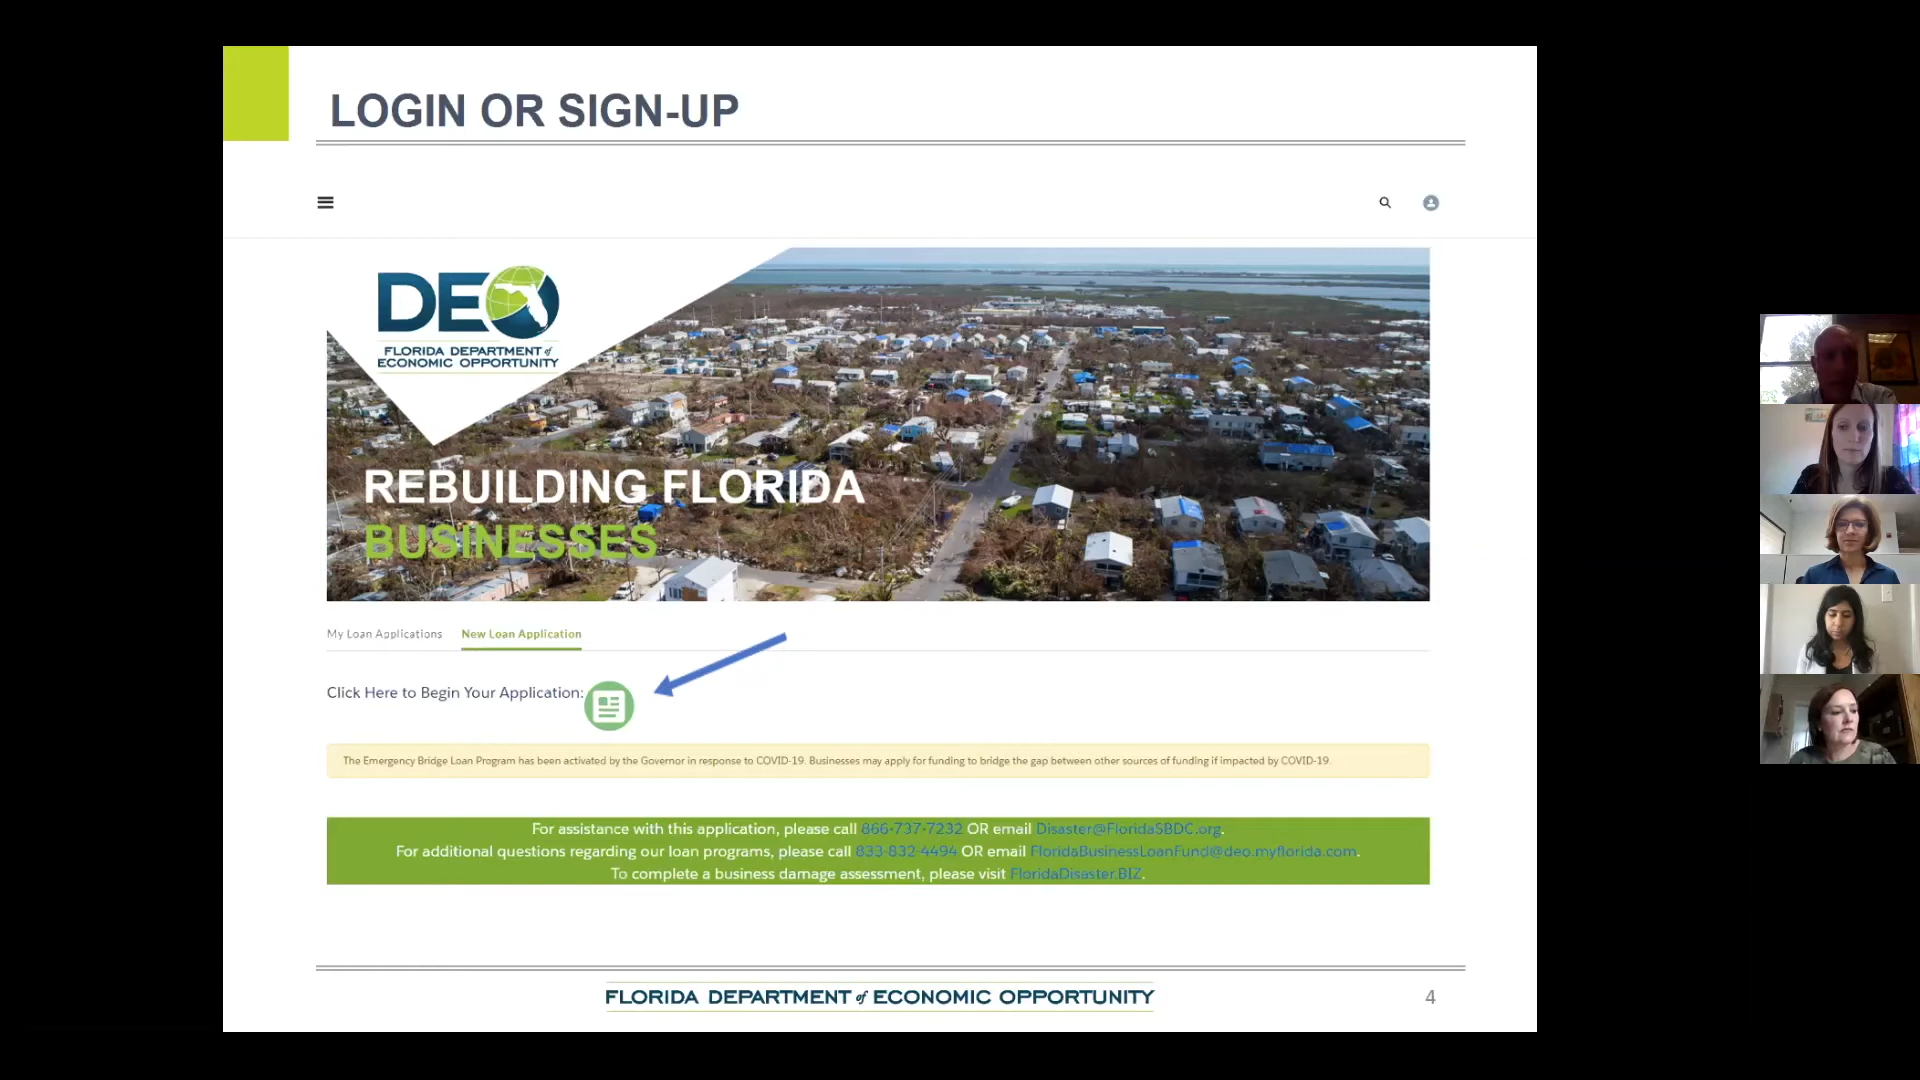 LOGIN OR SIGN-UP
DEO
FLORIDA DEPARTMENT of
ECONOMIC OPPORTUNITY
REBUILDING FLORIDA
BUSINESSES
My Loan Applications New Loan Application
Click Here to Begin Your Application:
The Emergency Bridge Loan Program has been activated by the Governor in response to COVID-19. Businesses may apply for funding to bridge the gap between other sources of funding if impacted by COVID-19.
For assistance with this application, please call 866-737-7232 OR email Disaster@FloridaSBDC.org.
For additional questions regarding our loan programs, please call 833-832-4494 OR email FloridaBusinessLoanFund@deo.myflorida.com.
To complete a business damage assessment, please visit FloridaDisaster.BIZ.
FLORIDA DEPARTMENT of ECONOMIC OPPORTUNITY
4